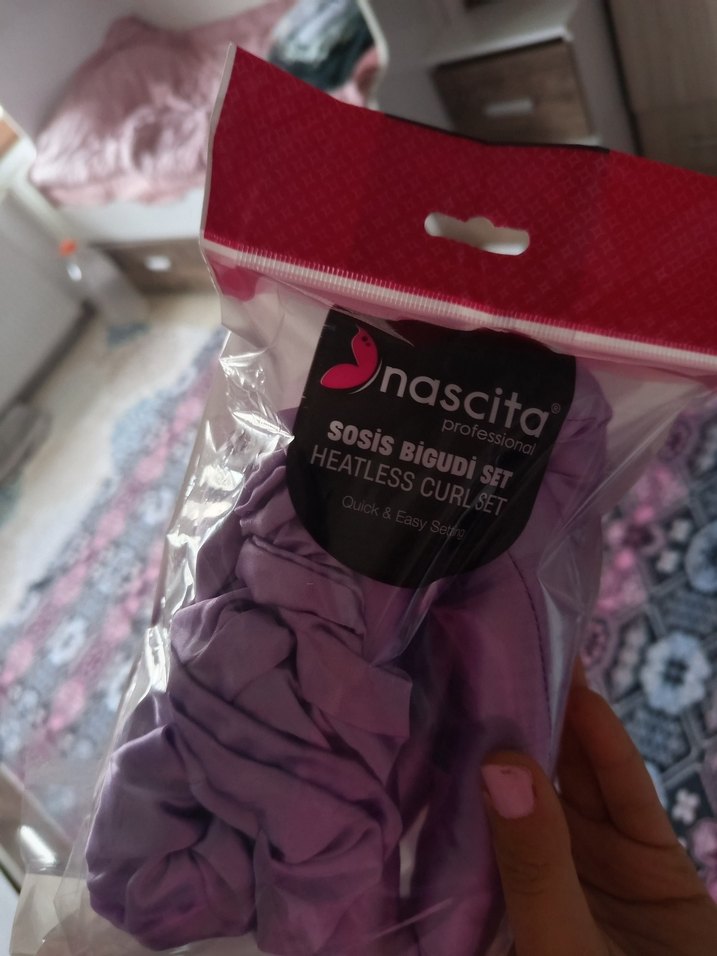 nascita®
professional
SOSİS BİGUDİ SET
HEATLESS CURL SET
Quick & Easy Setting